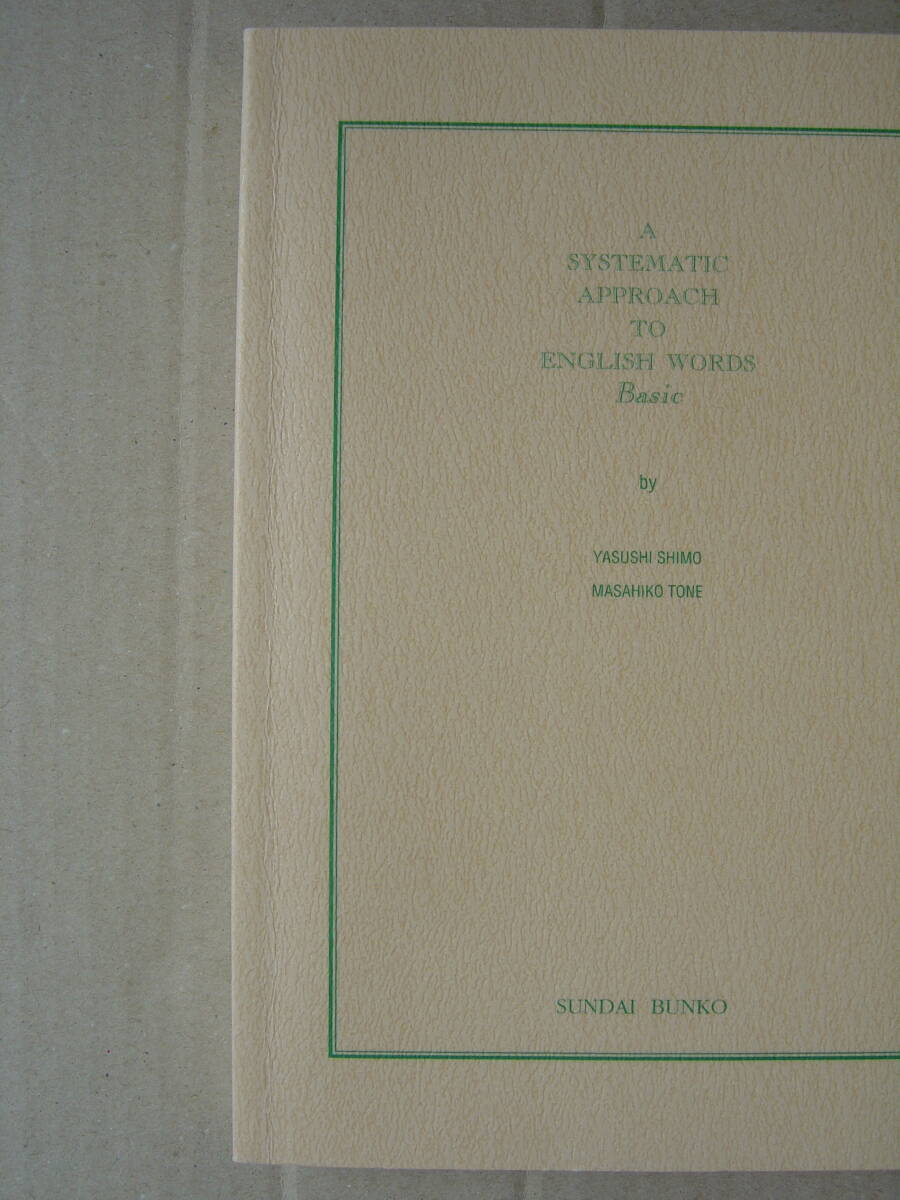 A
SYSTEMATIC
APPROACH
TO
ENGLISH WORDS
Basic
by
YASUSHI SHIMO
MASAHIKO TONE
SUNDAI BUNKO